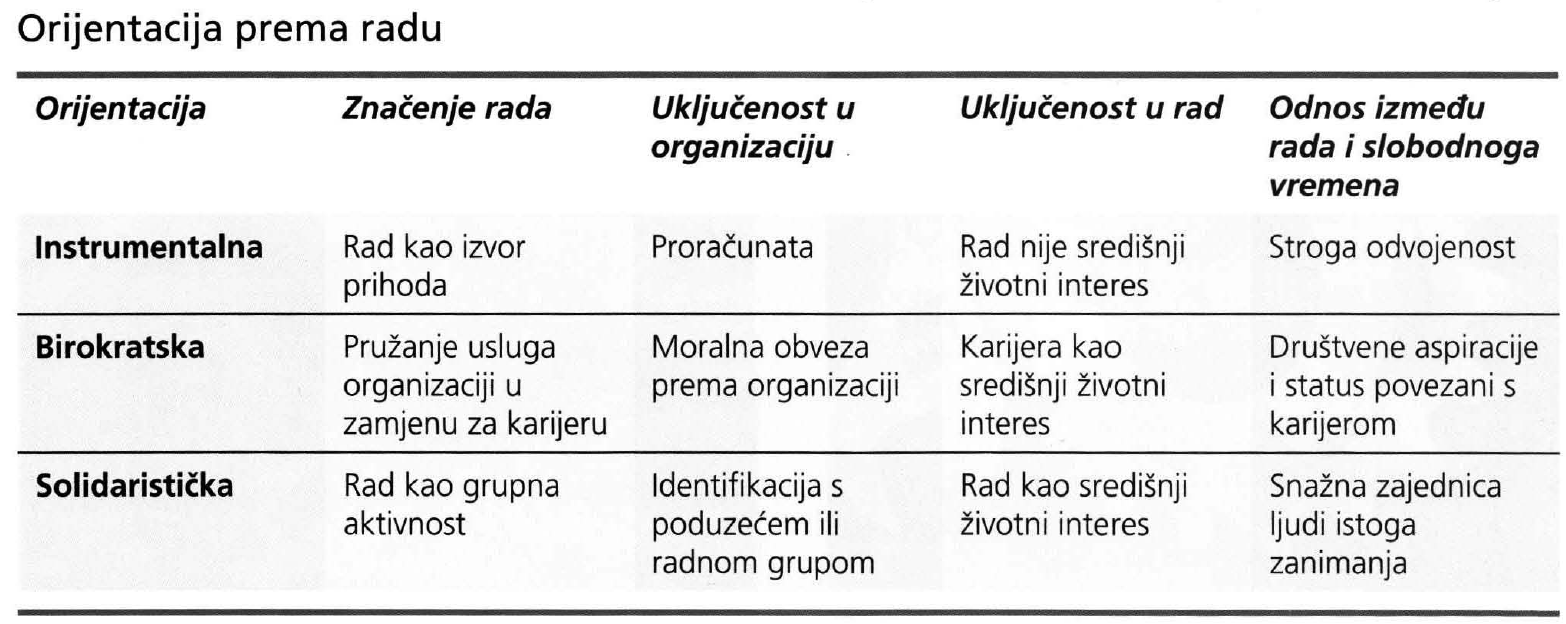 Orijentacija prema radu
Orijentacija
Značenje rada
Uključenost u
organizaciju
Uključenost u rad
Odnos između
rada i slobodnoga
vremena
Instrumentalna
Rad kao izvor
prihoda
Proračunata
Rad nije središnji
životni interes
Stroga odvojenost
Birokratska
Pružanje usluga
organizaciji u
zamjenu za karijeru
Moralna obveza
prema organizaciji
Karijera kao
središnji životni
interes
Društvene aspiracije
i status povezani s
karijerom
Solidaristička
Rad kao grupna
aktivnost
Identifikacija s
poduzećem ili
radnom grupom
Rad kao središnji
životni interes
Snažna zajednica
ljudi istoga
zanimanja